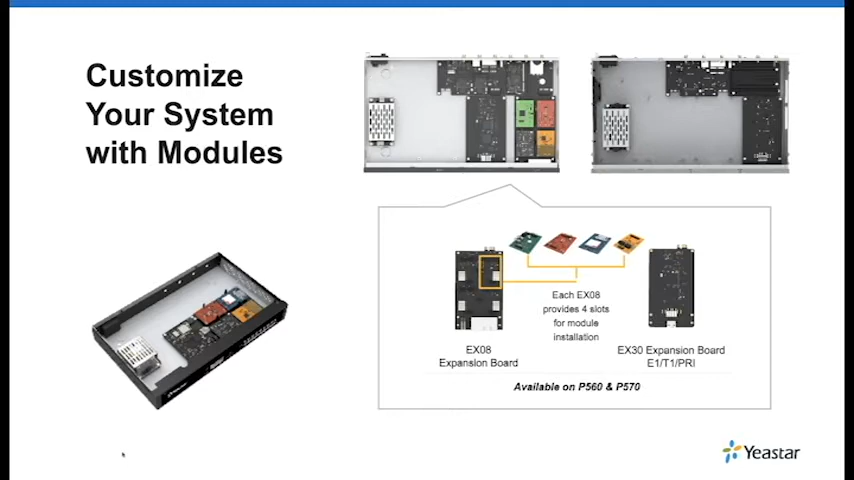 Customize
Your System
with Modules
Each EX08
provides 4 slots
for module
installation
EX08
Expansion Board
EX30 Expansion Board
E1/T1/PRI
Available on P560 & P570
Yeastar